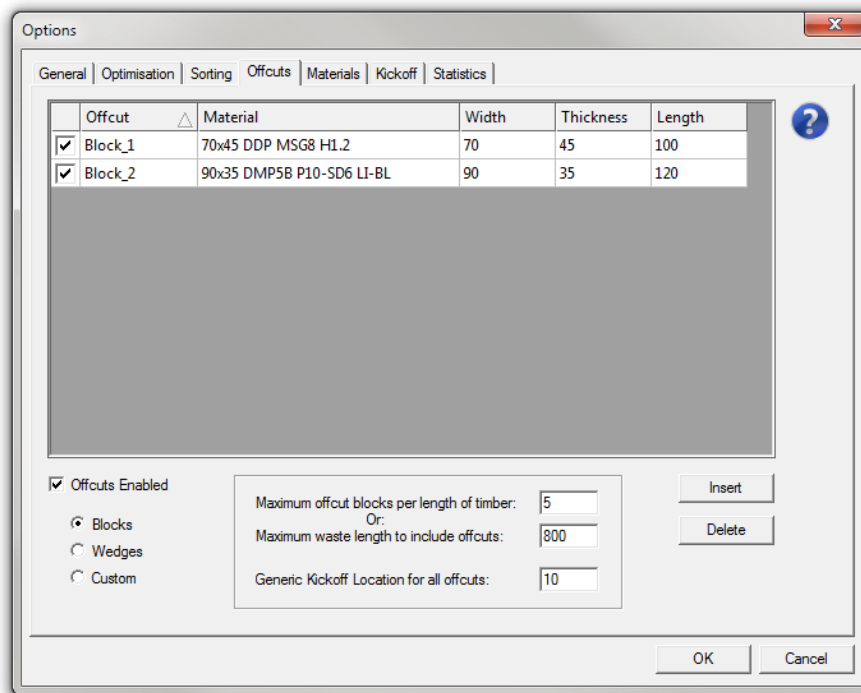 Options
General Optimisation Sorting Offcuts Materials Kickoff Statistics
Offcut Material Width Thickness Length
Block_1 70x45 DDP MSG8 H1.2 70 45 100
Block_2 90x35 DMP5B P10-SD6 LI-BL 90 35 120
?
Offcuts Enabled
Blocks
Wedges
Custom
Maximum offcut blocks per length of timber: 5
Or:
Maximum waste length to include offcuts: 800
Generic Kickoff Location for all offcuts: 10
Insert
Delete
OK Cancel